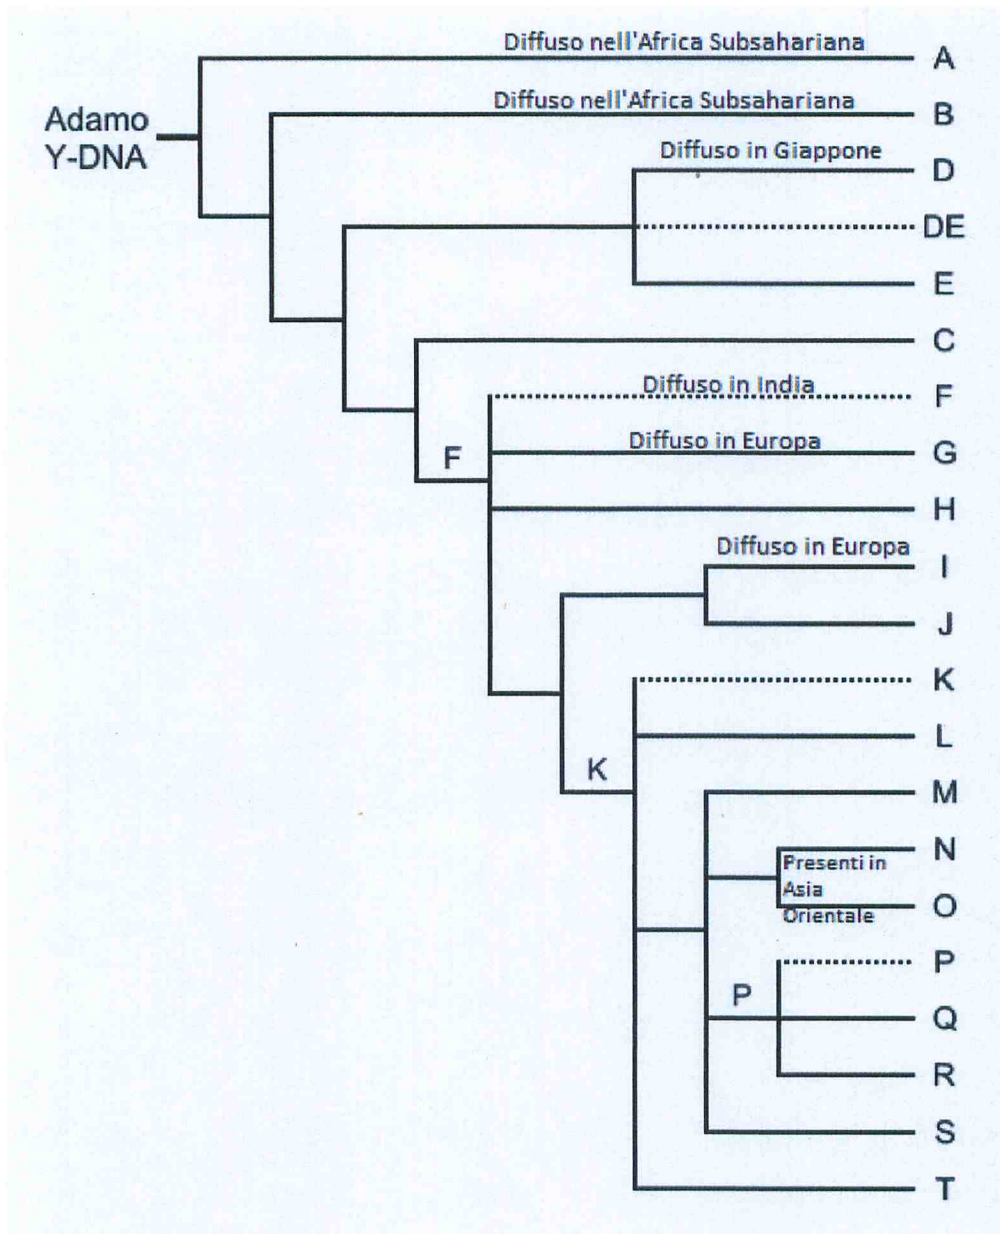 Diffuso nell'Africa Subsahariana
A
Diffuso nell'Africa Subsahariana
B
Adamo
Y-DNA
Diffuso in Giappone
D
DE
E
C
Diffuso in India
F
Diffuso in Europa
G
F
H
Diffuso in Europa
I
J
K
L
K
M
N
Presenti in
Asia
Orientale
O
P
P
Q
R
S
T